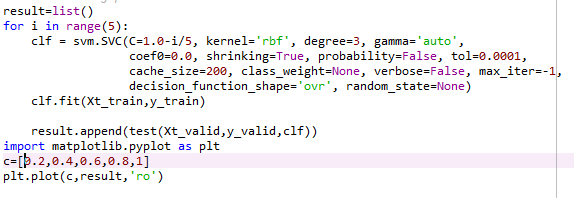 result=list()
for i in range(5):
    clf = svm.SVC(C=1.0-i/5, kernel='rbf', degree=3, gamma='auto',
                  coef0=0.0, shrinking=True, probability=False, tol=0.0001,
                  cache_size=200, class_weight=None, verbose=False, max_iter=-1,
                  decision_function_shape='ovr', random_state=None)
    clf.fit(Xt_train,y_train)
    result.append(test(Xt_valid,y_valid,clf))
import matplotlib.pyplot as plt
c=[0.2,0.4,0.6,0.8,1]
plt.plot(c,result,'ro')